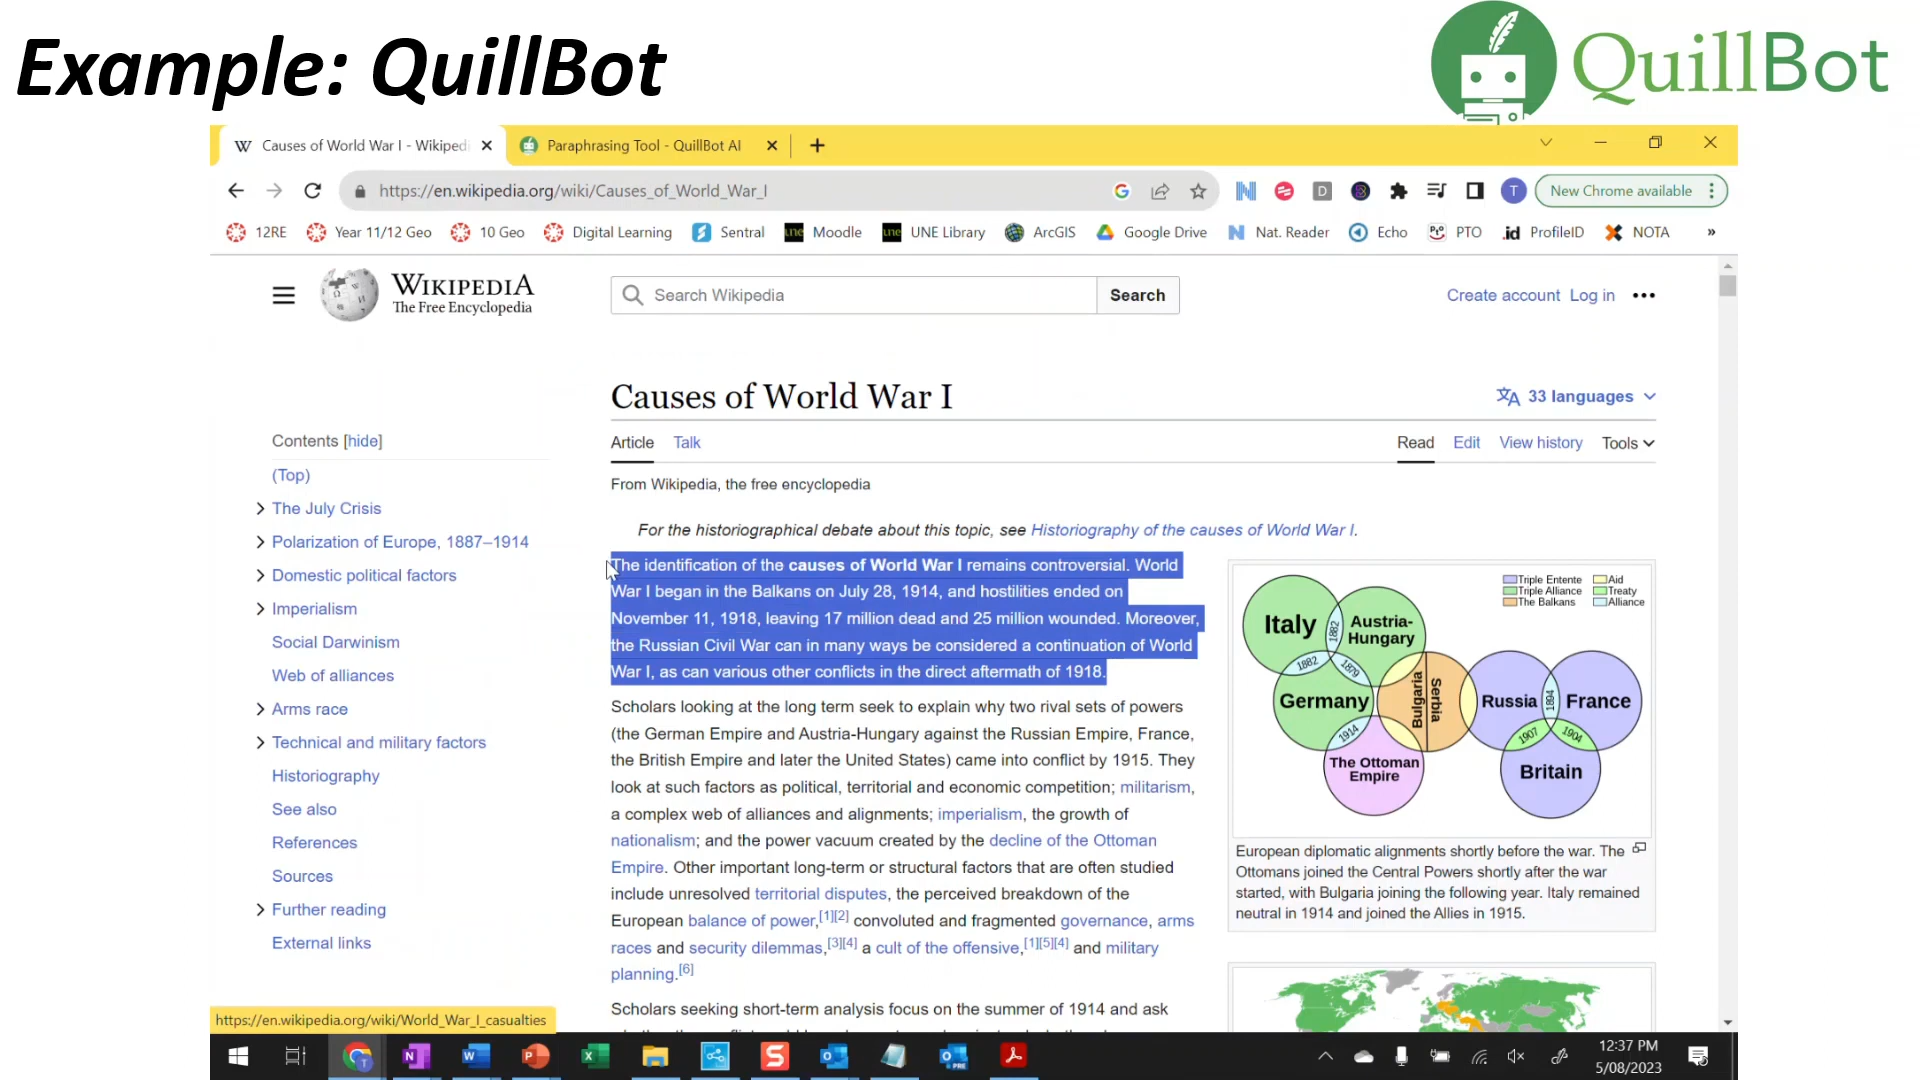 Example: QuillBot
QuillBot
Causes of World War I - Wikiped
Paraphrasing Tool - QuillBot AI
https://en.wikipedia.org/wiki/Causes_of_World_War_I
T
New Chrome available
12RE
Year 11/12 Geo
10 Geo
Digital Learning
Sentral
une
Moodle
une
UNE Library
ArcGIS
Google Drive
Nat. Reader
Echo
PTO
.id
ProfileID
NOTA
»
WIKIPEDIA
The Free Encyclopedia
Search Wikipedia
Search
Create account
Log in
Causes of World War I
33 languages
Article
Talk
Read
Edit
View history
Tools
From Wikipedia, the free encyclopedia
Contents [hide]
(Top)
The July Crisis
Polarization of Europe, 1887–1914
Domestic political factors
Imperialism
Social Darwinism
Web of alliances
Arms race
Technical and military factors
Historiography
See also
References
Sources
Further reading
External links
For the historiographical debate about this topic, see Historiography of the causes of World War I.
The identification of the causes of World War I remains controversial. World
War I began in the Balkans on July 28, 1914, and hostilities ended on
November 11, 1918, leaving 17 million dead and 25 million wounded. Moreover,
the Russian Civil War can in many ways be considered a continuation of World
War I, as can various other conflicts in the direct aftermath of 1918.
Scholars looking at the long term seek to explain why two rival sets of powers
(the German Empire and Austria-Hungary against the Russian Empire, France,
the British Empire and later the United States) came into conflict by 1915. They
look at such factors as political, territorial and economic competition; militarism,
a complex web of alliances and alignments; imperialism, the growth of
nationalism; and the power vacuum created by the decline of the Ottoman
Empire. Other important long-term or structural factors that are often studied
include unresolved territorial disputes, the perceived breakdown of the
European balance of power,[1][2] convoluted and fragmented governance, arms
races and security dilemmas,[3][4] a cult of the offensive,[1][5][4] and military
planning.[6]
Scholars seeking short-term analysis focus on the summer of 1914 and ask
Triple Entente
Aid
Triple Alliance
Treaty
The Balkans
Alliance
Italy
1882
Austria-
Hungary
1882
1879
Germany
Bulgaria
Serbia
Russia
1894
France
1914
1907
1904
The Ottoman
Empire
Britain
European diplomatic alignments shortly before the war. The
Ottomans joined the Central Powers shortly after the war
started, with Bulgaria joining the following year. Italy remained
neutral in 1914 and joined the Allies in 1915.
https://en.wikipedia.org/wiki/World_War_I_casualties
12:37 PM
5/08/2023